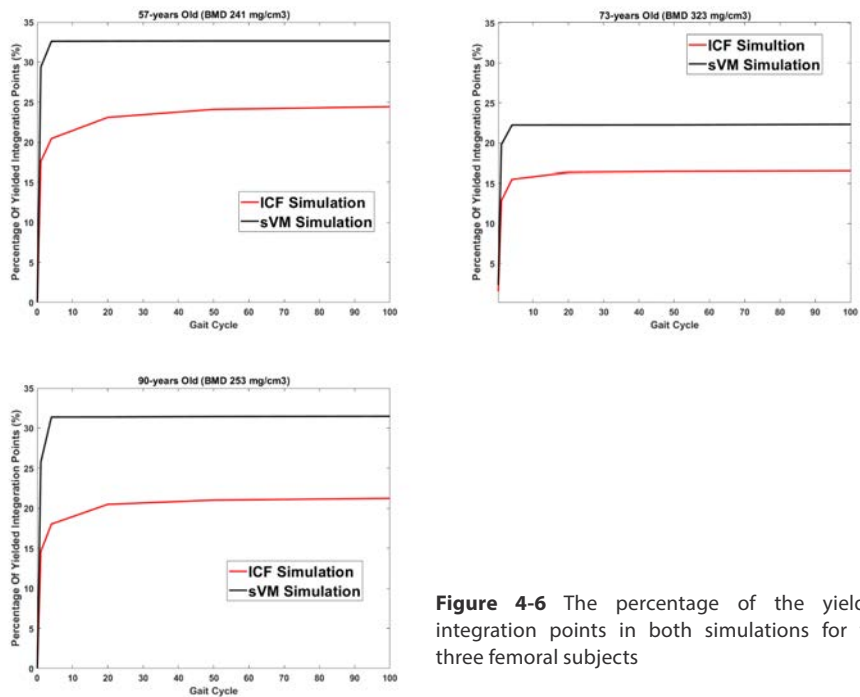 57-years Old (BMD 241 mg/cm3)
35
30
25
20
15
10
5
0
Percentage Of Yielded Integeration Points (%)
ICF Simulation
sVM Simulation
0 10 20 30 40 50 60 70 80 90 100
Gait Cycle
73-years Old (BMD 323 mg/cm3)
35
30
25
20
15
10
5
Percentage Of Yielded Integeration Points (%)
ICF Simultion
sVM Simulation
10 20 30 40 50 60 70 80 90 100
Gait Cycle
90-years Old (BMD 253 mg/cm3)
35
30
25
20
15
10
5
0
Percentage Of Yielded Integeration Points (%)
ICF Simulation
sVM Simulation
0 10 20 30 40 50 60 70 80 90 100
Gait Cycle
Figure 4-6 The percentage of the yield
integration points in both simulations for
three femoral subjects